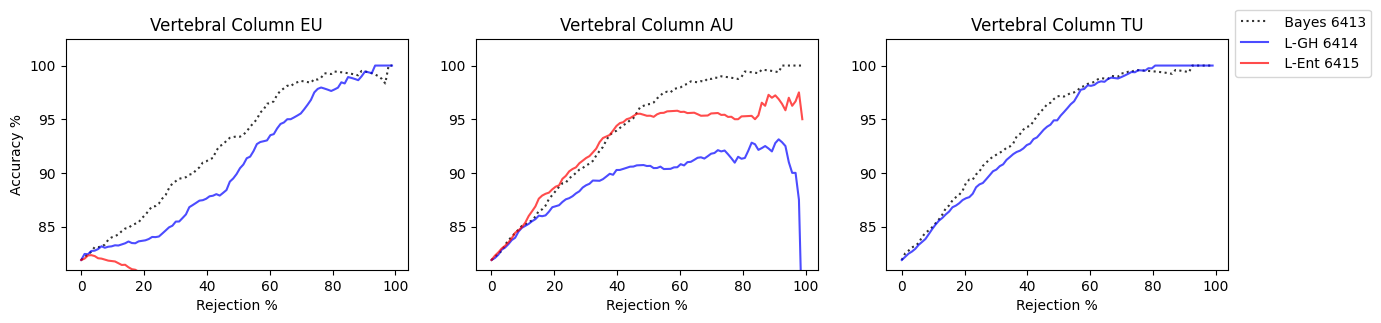 Vertebral Column EU
Vertebral Column AU
Vertebral Column TU
Bayes 6413
L-GH 6414
L-Ent 6415
Accuracy %
100
95
90
85
0 20 40 60 80 100
Rejection %
100
95
90
85
0 20 40 60 80 100
Rejection %
100
95
90
85
0 20 40 60 80 100
Rejection %